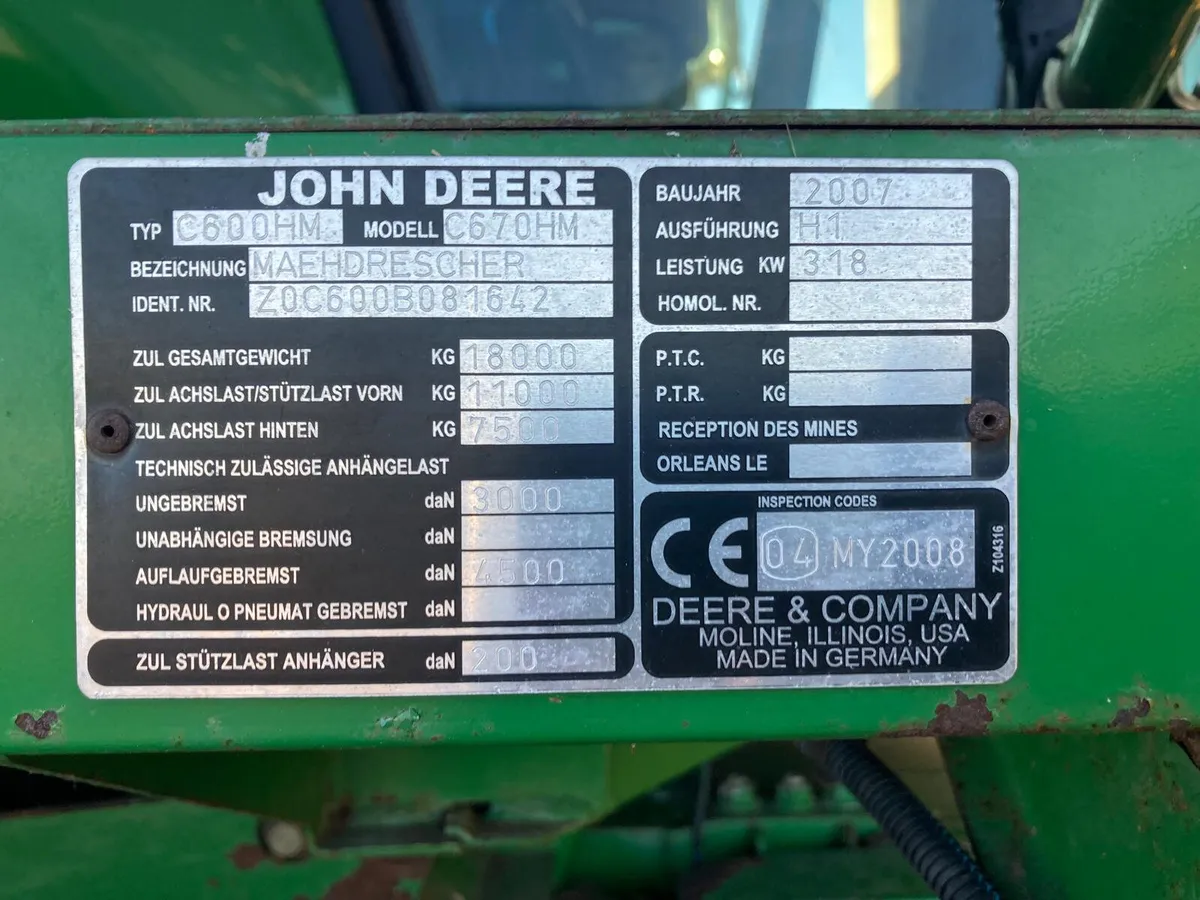 JOHN DEERE
TYP C600HM MODELL C670HM
BEZEICHNUNG MAEHDRESCHER
IDENT. NR. Z0C600B081642
ZUL GESAMTGEWICHT KG 18000
ZUL ACHSLAST/STÜTZLAST VORN KG 11000
ZUL ACHSLAST HINTEN KG 7500
TECHNISCH ZULÄSSIGE ANHÄNGELAST
UNGEBREMST daN 3000
UNABHÄNGIGE BREMSUNG daN
AUFLAUFGEBREMST daN 4500
HYDRAUL O PNEUMAT GEBREMST daN
ZUL STÜTZLAST ANHÄNGER daN 200
BAUJAHR 2007
AUSFÜHRUNG H1
LEISTUNG KW 318
HOMOL. NR.
P.T.C. KG
P.T.R. KG
RECEPTION DES MINES
ORLEANS LE
INSPECTION CODES
CE 04 MY2008
Z104316
DEERE & COMPANY
MOLINE, ILLINOIS, USA
MADE IN GERMANY